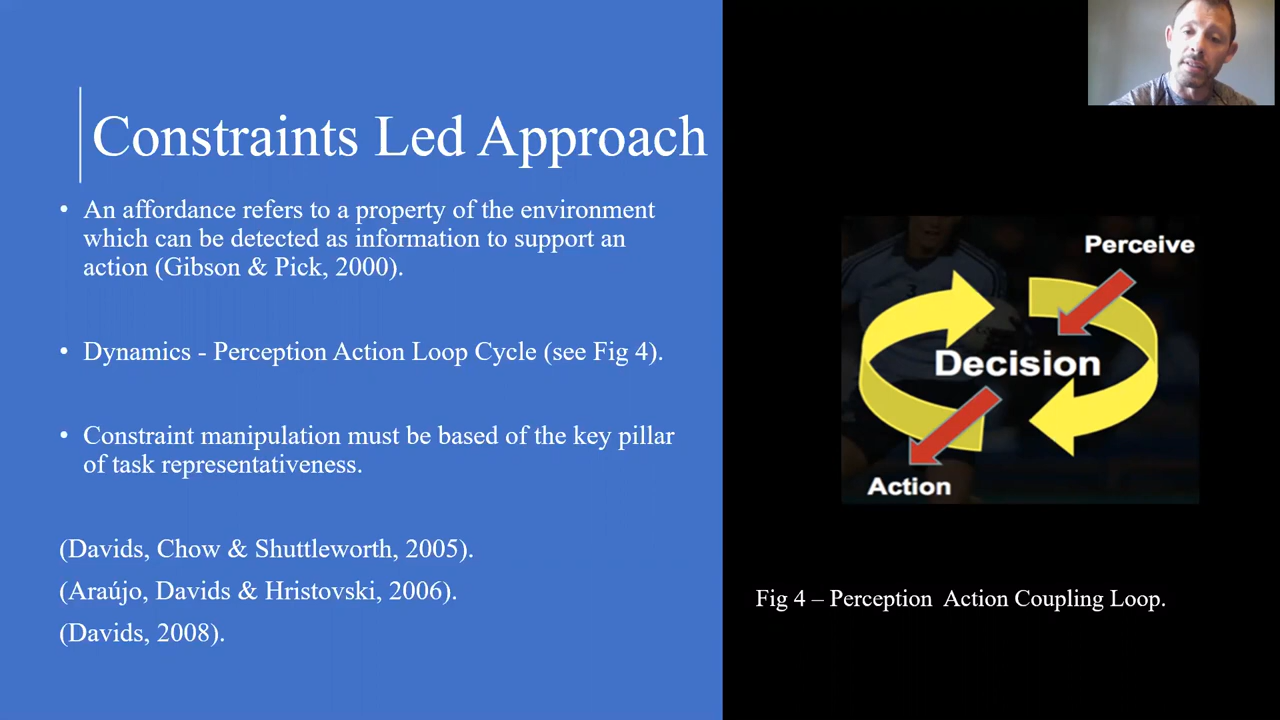 Constraints Led Approach
• An affordance refers to a property of the environment
which can be detected as information to support an
action (Gibson & Pick, 2000).
• Dynamics - Perception Action Loop Cycle (see Fig 4).
• Constraint manipulation must be based of the key pillar
of task representativeness.
(Davids, Chow & Shuttleworth, 2005).
(Araújo, Davids & Hristovski, 2006).
(Davids, 2008).
Perceive
3
Decision
Action
Fig 4 – Perception  Action Coupling Loop.